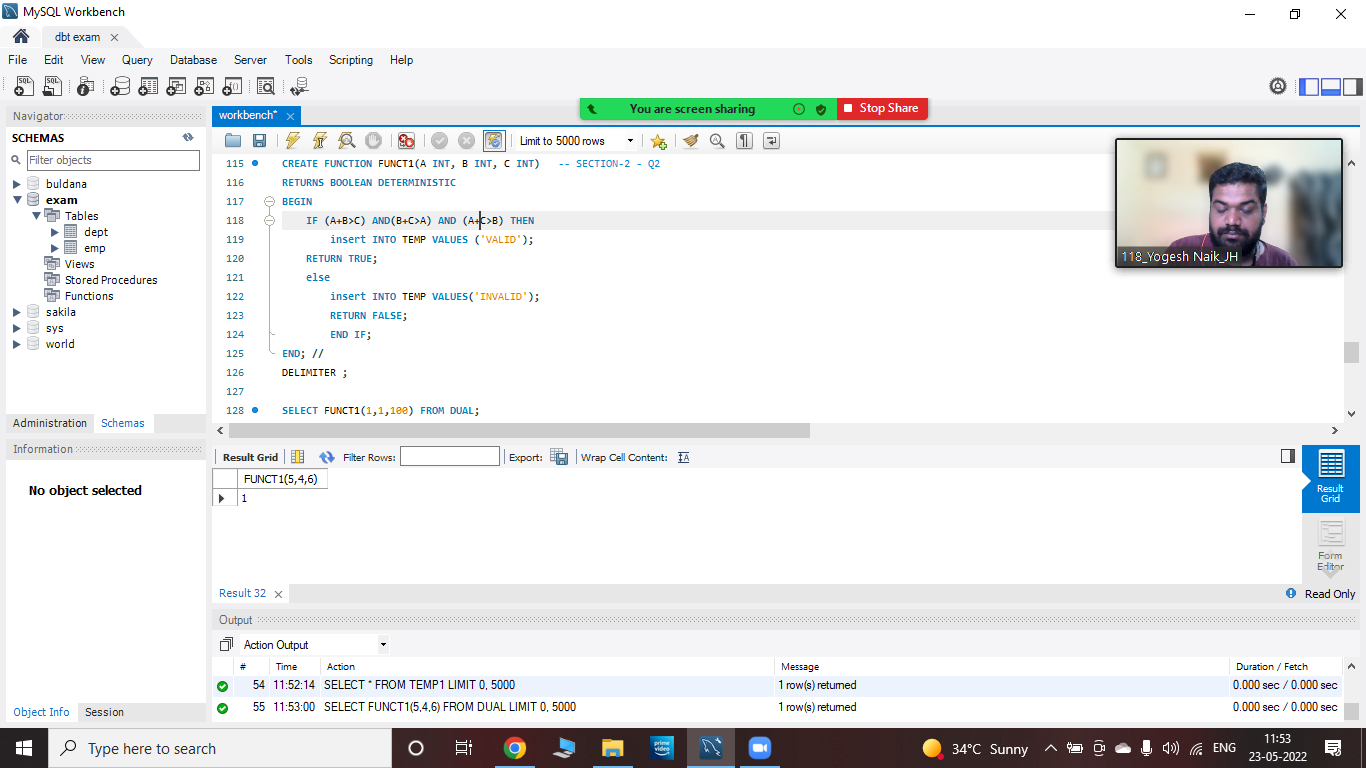 MySQL Workbench
dbt exam
File Edit View Query Database Server Tools Scripting Help
Navigator
You are screen sharing
Stop Share
SCHEMAS
Filter objects
buldana
exam
Tables
dept
emp
Views
Stored Procedures
Functions
sakila
sys
world
Administration Schemas
Information
No object selected
Object Info Session
workbench*
Limit to 5000 rows
115 CREATE FUNCTION FUNCT1(A INT, B INT, C INT) -- SECTION-2 - Q2
116 RETURNS BOOLEAN DETERMINISTIC
117 BEGIN
118 IF (A+B>C) AND(B+C>A) AND (A+C>B) THEN
119 insert INTO TEMP VALUES ('VALID');
120 RETURN TRUE;
121 else
122 insert INTO TEMP VALUES('INVALID');
123 RETURN FALSE;
124 END IF;
125 END; //
126 DELIMITER ;
127
128 SELECT FUNCT1(1,1,100) FROM DUAL;
118_Yogesh Naik_JH
Result Grid Filter Rows: Export: Wrap Cell Content:
FUNCT1(5,4,6)
1
Result Grid
Form Editor
Result 32
Read Only
Output
Action Output
# Time Action Message Duration / Fetch
54 11:52:14 SELECT * FROM TEMP1 LIMIT 0, 5000 1 row(s) returned 0.000 sec / 0.000 sec
55 11:53:00 SELECT FUNCT1(5,4,6) FROM DUAL LIMIT 0, 5000 1 row(s) returned 0.000 sec / 0.000 sec
Type here to search
prime video
34°C Sunny
ENG
11:53
23-05-2022